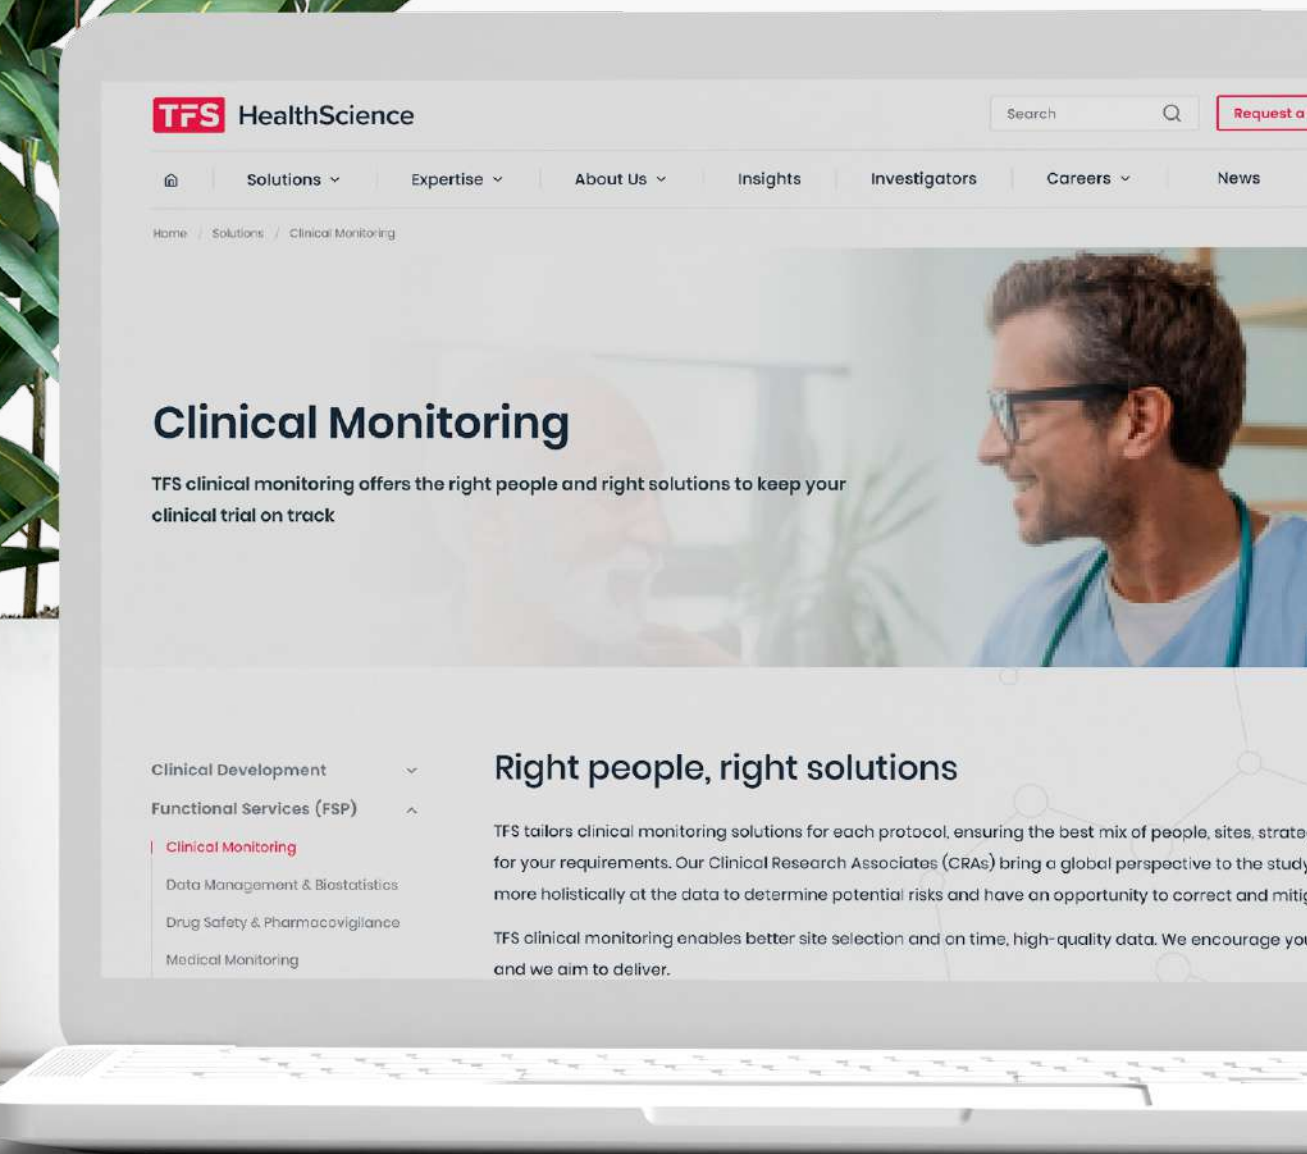 TFS HealthScience
Search
Request a
Solutions
Expertise
About Us
Insights
Investigators
Careers
News
Home / Solutions / Clinical Monitoring
Clinical Monitoring
TFS clinical monitoring offers the right people and right solutions to keep your
clinical trial on track
Clinical Development
Functional Services (FSP)
Clinical Monitoring
Data Management & Biostatistics
Drug Safety & Pharmacovigilance
Medical Monitoring
Right people, right solutions
TFS tailors clinical monitoring solutions for each protocol, ensuring the best mix of people, sites, strate
for your requirements. Our Clinical Research Associates (CRAs) bring a global perspective to the study
more holistically at the data to determine potential risks and have an opportunity to correct and mitig
TFS clinical monitoring enables better site selection and on time, high-quality data. We encourage you
and we aim to deliver.